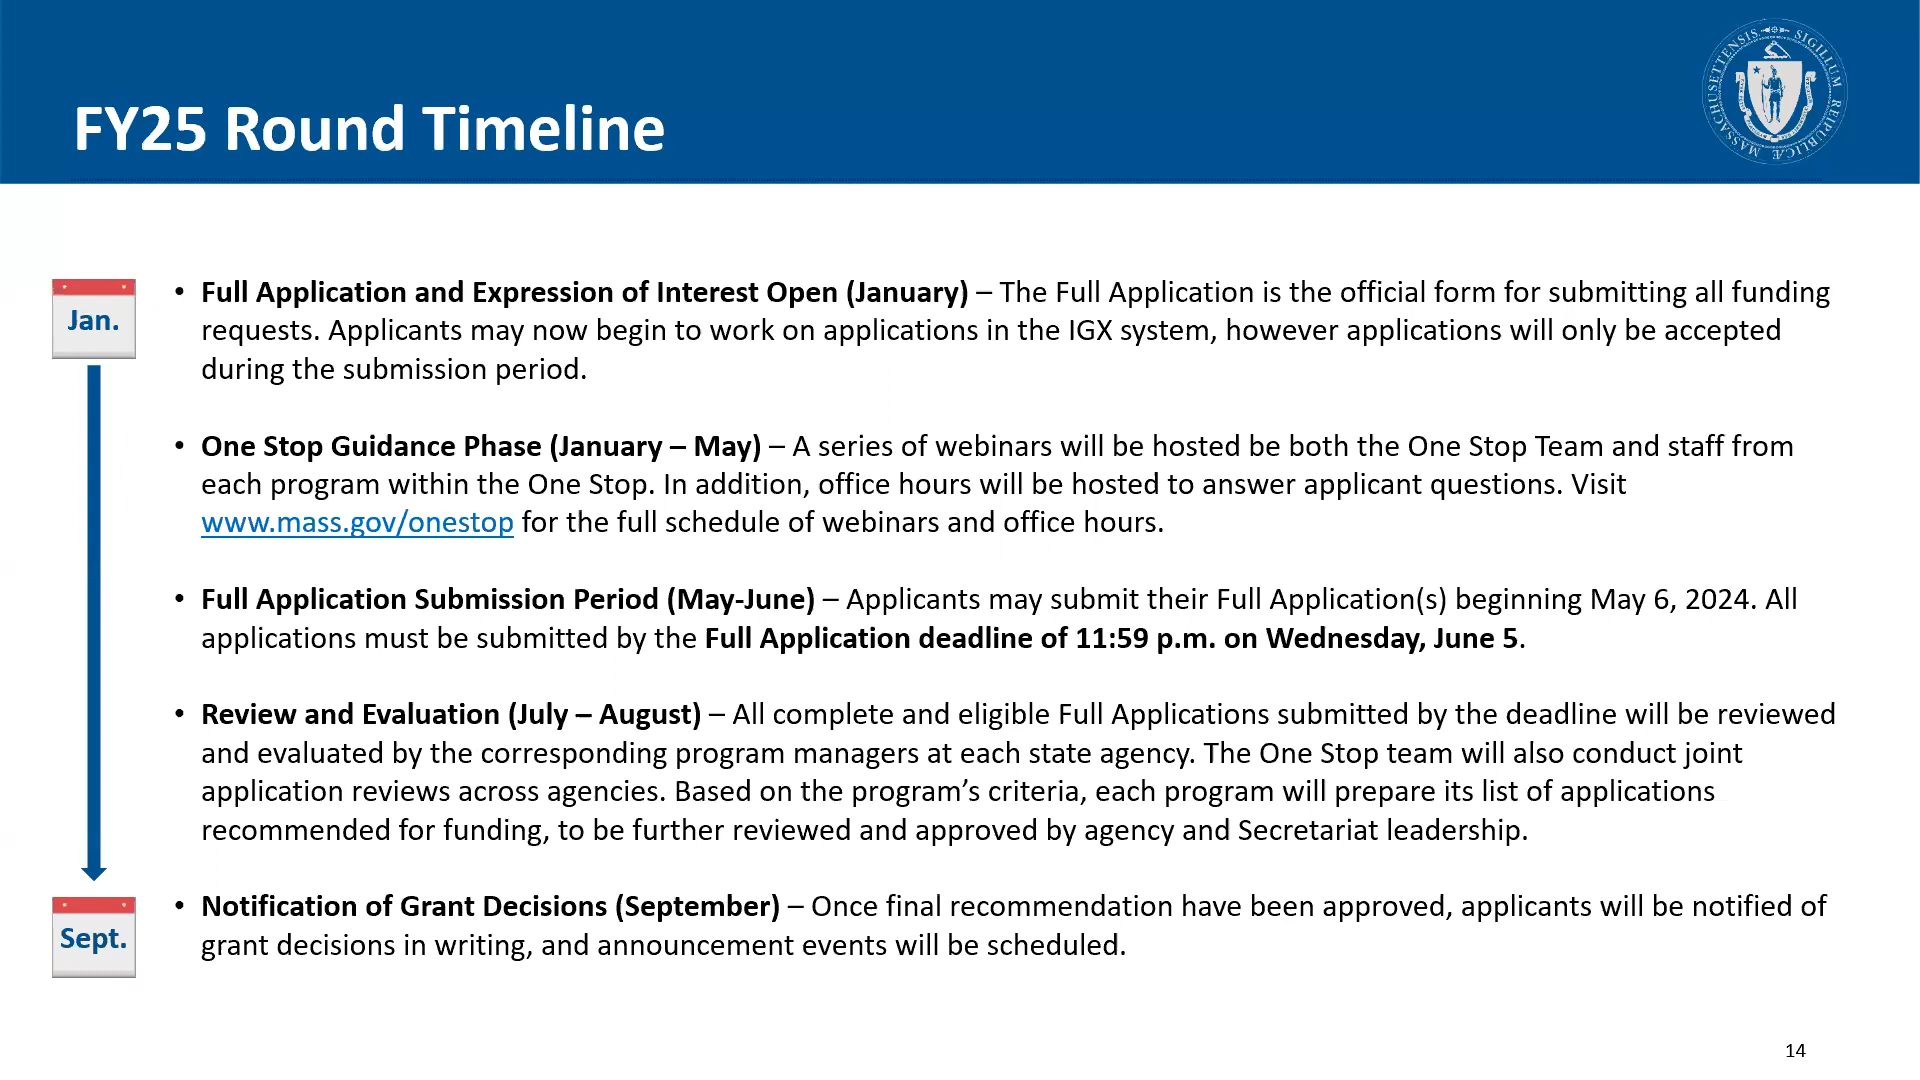 FY25 Round Timeline
MASSACHUSETTENSIS SIGILLUM REIPUBLICÆ
Jan.
• Full Application and Expression of Interest Open (January) – The Full Application is the official form for submitting all funding
requests. Applicants may now begin to work on applications in the IGX system, however applications will only be accepted
during the submission period.
• One Stop Guidance Phase (January – May) – A series of webinars will be hosted be both the One Stop Team and staff from
each program within the One Stop. In addition, office hours will be hosted to answer applicant questions. Visit
www.mass.gov/onestop for the full schedule of webinars and office hours.
• Full Application Submission Period (May-June) – Applicants may submit their Full Application(s) beginning May 6, 2024. All
applications must be submitted by the Full Application deadline of 11:59 p.m. on Wednesday, June 5.
• Review and Evaluation (July – August) – All complete and eligible Full Applications submitted by the deadline will be reviewed
and evaluated by the corresponding program managers at each state agency. The One Stop team will also conduct joint
application reviews across agencies. Based on the program’s criteria, each program will prepare its list of applications
recommended for funding, to be further reviewed and approved by agency and Secretariat leadership.
Sept.
• Notification of Grant Decisions (September) – Once final recommendation have been approved, applicants will be notified of
grant decisions in writing, and announcement events will be scheduled.
14